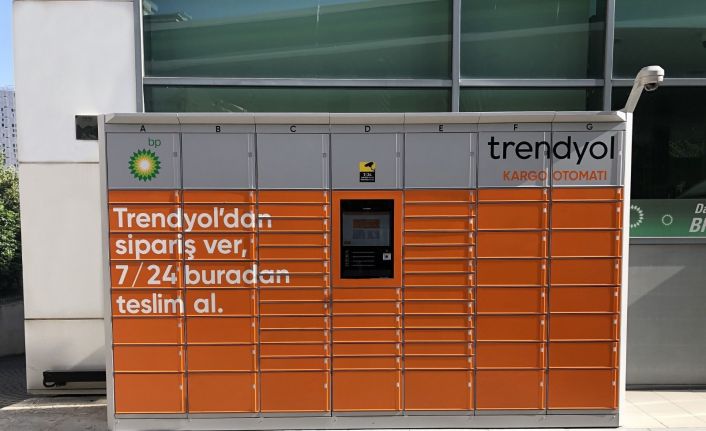 A B C D E F G
bp
trendyol
KARGO OTOMATI
Trendyol'dan
sipariş ver,
7/24 buradan
teslim al.